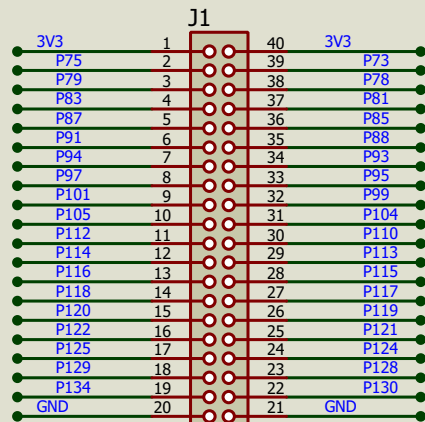 J1
3V3 1 40 3V3
P75 2 39 P73
P79 3 38 P78
P83 4 37 P81
P87 5 36 P85
P91 6 35 P88
P94 7 34 P93
P97 8 33 P95
P101 9 32 P99
P105 10 31 P104
P112 11 30 P110
P114 12 29 P113
P116 13 28 P115
P118 14 27 P117
P120 15 26 P119
P122 16 25 P121
P125 17 24 P124
P129 18 23 P128
P134 19 22 P130
GND 20 21 GND